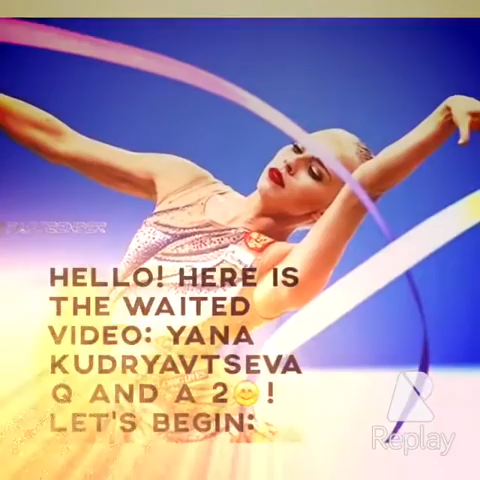 HELLO! HERE IS
THE WAITED
VIDEO: YANA
KUDRYAVTSEVA
Q AND A 2😊!
LET'S BEGIN:
Replay